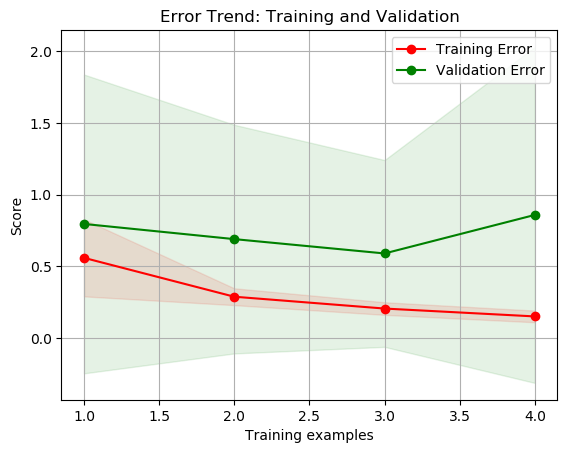 Error Trend: Training and Validation
Training Error
Validation Error
2.0
1.5
1.0
0.5
0.0
Score
1.0 1.5 2.0 2.5 3.0 3.5 4.0
Training examples